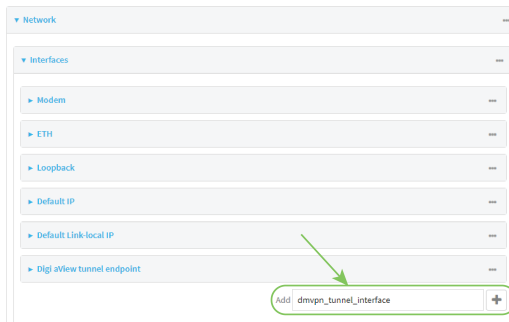 Network
Interfaces
Modem
ETH
Loopback
Default IP
Default Link-local IP
Digi aView tunnel endpoint
Add dmvpn_tunnel_interface